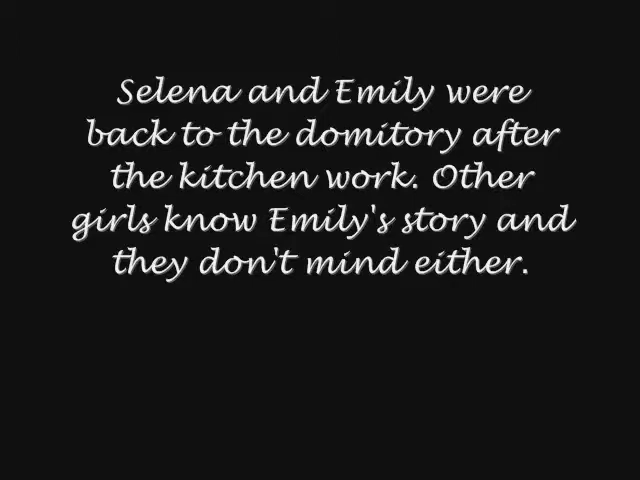 Selena and Emily were
back to the domitory after
the kitchen work. Other
girls know Emily's story and
they don't mind either.